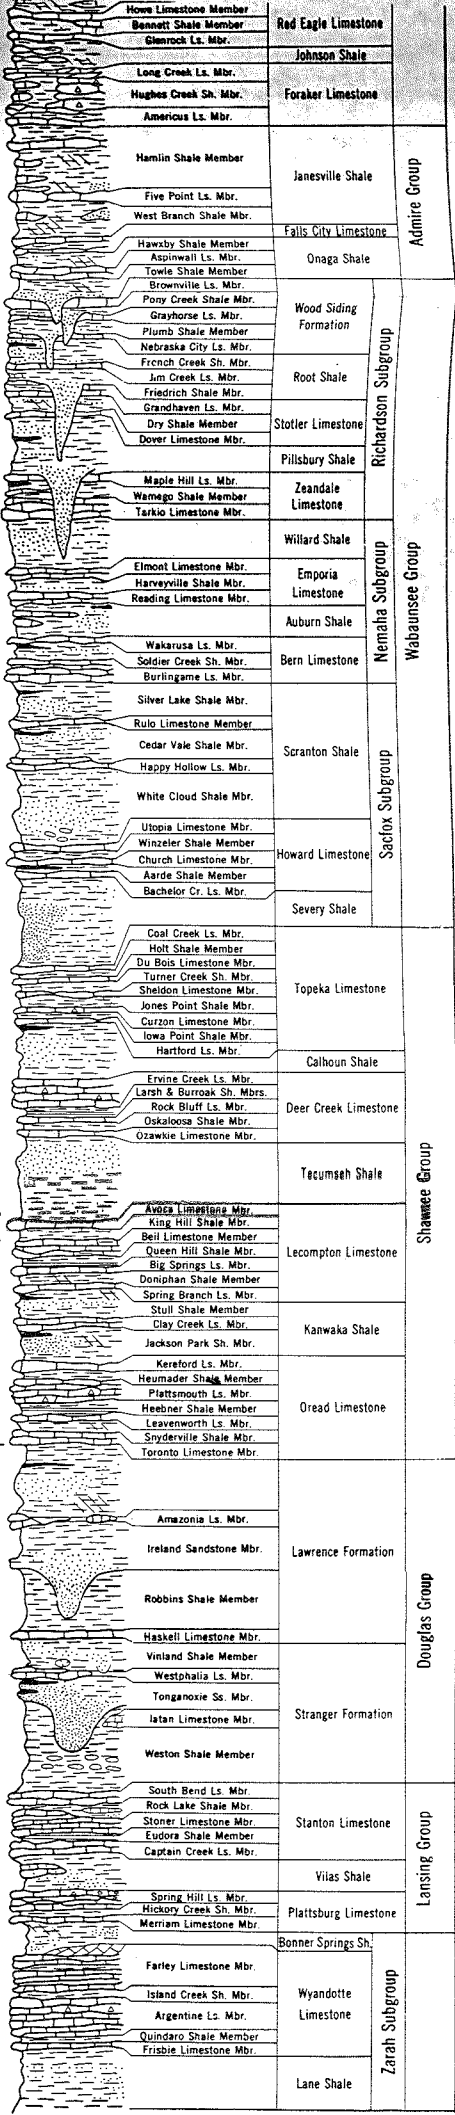 Howe Limestone Member
Bennett Shale Member
Glenrock Ls. Mbr.
Red Eagle Limestone
Johnson Shale
Long Creek Ls. Mbr.
Hughes Creek Sh. Mbr.
Americus Ls. Mbr.
Foraker Limestone
Hamlin Shale Member
Five Point Ls. Mbr.
West Branch Shale Mbr.
Janesville Shale
Falls City Limestone
Hawxby Shale Member
Aspinwall Ls. Mbr.
Towle Shale Member
Onaga Shale
Admire Group
Brownville Ls. Mbr.
Pony Creek Shale Mbr.
Grayhorse Ls. Mbr.
Plumb Shale Member
Nebraska City Ls. Mbr.
Wood Siding
Formation
French Creek Sh. Mbr.
Jim Creek Ls. Mbr.
Friedrich Shale Mbr.
Root Shale
Grandhaven Ls. Mbr.
Dry Shale Member
Dover Limestone Mbr.
Stotler Limestone
Pillsbury Shale
Maple Hill Ls. Mbr.
Wamego Shale Member
Tarkio Limestone Mbr.
Zeandale
Limestone
Richardson Subgroup
Willard Shale
Elmont Limestone Mbr.
Harveyville Shale Mbr.
Reading Limestone Mbr.
Emporia
Limestone
Auburn Shale
Wakarusa Ls. Mbr.
Soldier Creek Sh. Mbr.
Burlingame Ls. Mbr.
Bern Limestone
Nemaha Subgroup
Silver Lake Shale Mbr.
Rulo Limestone Member
Cedar Vale Shale Mbr.
Happy Hollow Ls. Mbr.
White Cloud Shale Mbr.
Scranton Shale
Utopia Limestone Mbr.
Winzeler Shale Member
Church Limestone Mbr.
Aarde Shale Member
Bachelor Cr. Ls. Mbr.
Howard Limestone
Severy Shale
Sacfox Subgroup
Wabaunsee Group
Coal Creek Ls. Mbr.
Holt Shale Member
Du Bois Limestone Mbr.
Turner Creek Sh. Mbr.
Sheldon Limestone Mbr.
Jones Point Shale Mbr.
Curzon Limestone Mbr.
Iowa Point Shale Mbr.
Hartford Ls. Mbr.
Topeka Limestone
Calhoun Shale
Ervine Creek Ls. Mbr.
Larsh & Burroak Sh. Mbrs.
Rock Bluff Ls. Mbr.
Oskaloosa Shale Mbr.
Ozawkie Limestone Mbr.
Deer Creek Limestone
Tecumseh Shale
Avoca Limestone Mbr.
King Hill Shale Mbr.
Beil Limestone Member
Queen Hill Shale Mbr.
Big Springs Ls. Mbr.
Doniphan Shale Member
Spring Branch Ls. Mbr.
Lecompton Limestone
Stull Shale Member
Clay Creek Ls. Mbr.
Jackson Park Sh. Mbr.
Kanwaka Shale
Kereford Ls. Mbr.
Heumader Shale Member
Plattsmouth Ls. Mbr.
Heebner Shale Member
Leavenworth Ls. Mbr.
Snyderville Shale Mbr.
Toronto Limestone Mbr.
Oread Limestone
Shawnee Group
Amazonia Ls. Mbr.
Ireland Sandstone Mbr.
Robbins Shale Member
Haskell Limestone Mbr.
Lawrence Formation
Vinland Shale Member
Westphalia Ls. Mbr.
Tonganoxie Ss. Mbr.
Iatan Limestone Mbr.
Weston Shale Member
Stranger Formation
Douglas Group
South Bend Ls. Mbr.
Rock Lake Shale Mbr.
Stoner Limestone Mbr.
Eudora Shale Member
Captain Creek Ls. Mbr.
Stanton Limestone
Vilas Shale
Spring Hill Ls. Mbr.
Hickory Creek Sh. Mbr.
Merriam Limestone Mbr.
Plattsburg Limestone
Lansing Group
Bonner Springs Sh.
Farley Limestone Mbr.
Island Creek Sh. Mbr.
Argentine Ls. Mbr.
Quindaro Shale Member
Frisbie Limestone Mbr.
Wyandotte
Limestone
Lane Shale
Zarah Subgroup